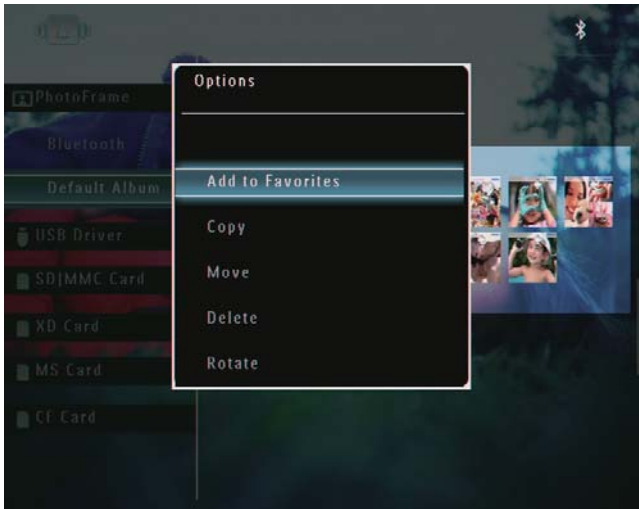 Options
PhotoFrame
Bluetooth
Default Album
USB Driver
SD|MMC Card
XD Card
MS Card
CF Card
Add to Favorites
Copy
Move
Delete
Rotate